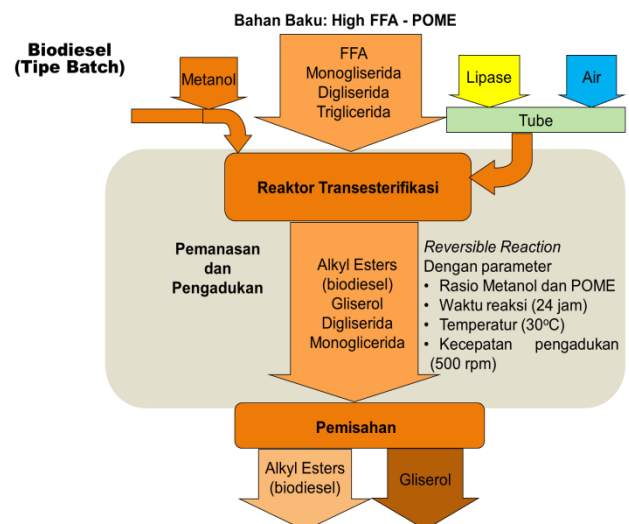 Bahan Baku: High FFA - POME
Biodiesel
(Tipe Batch)
Metanol
FFA
Monogliserida
Digliserida
Triglicerida
Lipase
Air
Tube
Reaktor Transesterifikasi
Pemanasan
dan
Pengadukan
Alkyl Esters
(biodiesel)
Gliserol
Digliserida
Monoglicerida
Reversible Reaction
Dengan parameter
• Rasio Metanol dan POME
• Waktu reaksi (24 jam)
• Temperatur (30°C)
• Kecepatan pengadukan
(500 rpm)
Pemisahan
Alkyl Esters
(biodiesel)
Gliserol